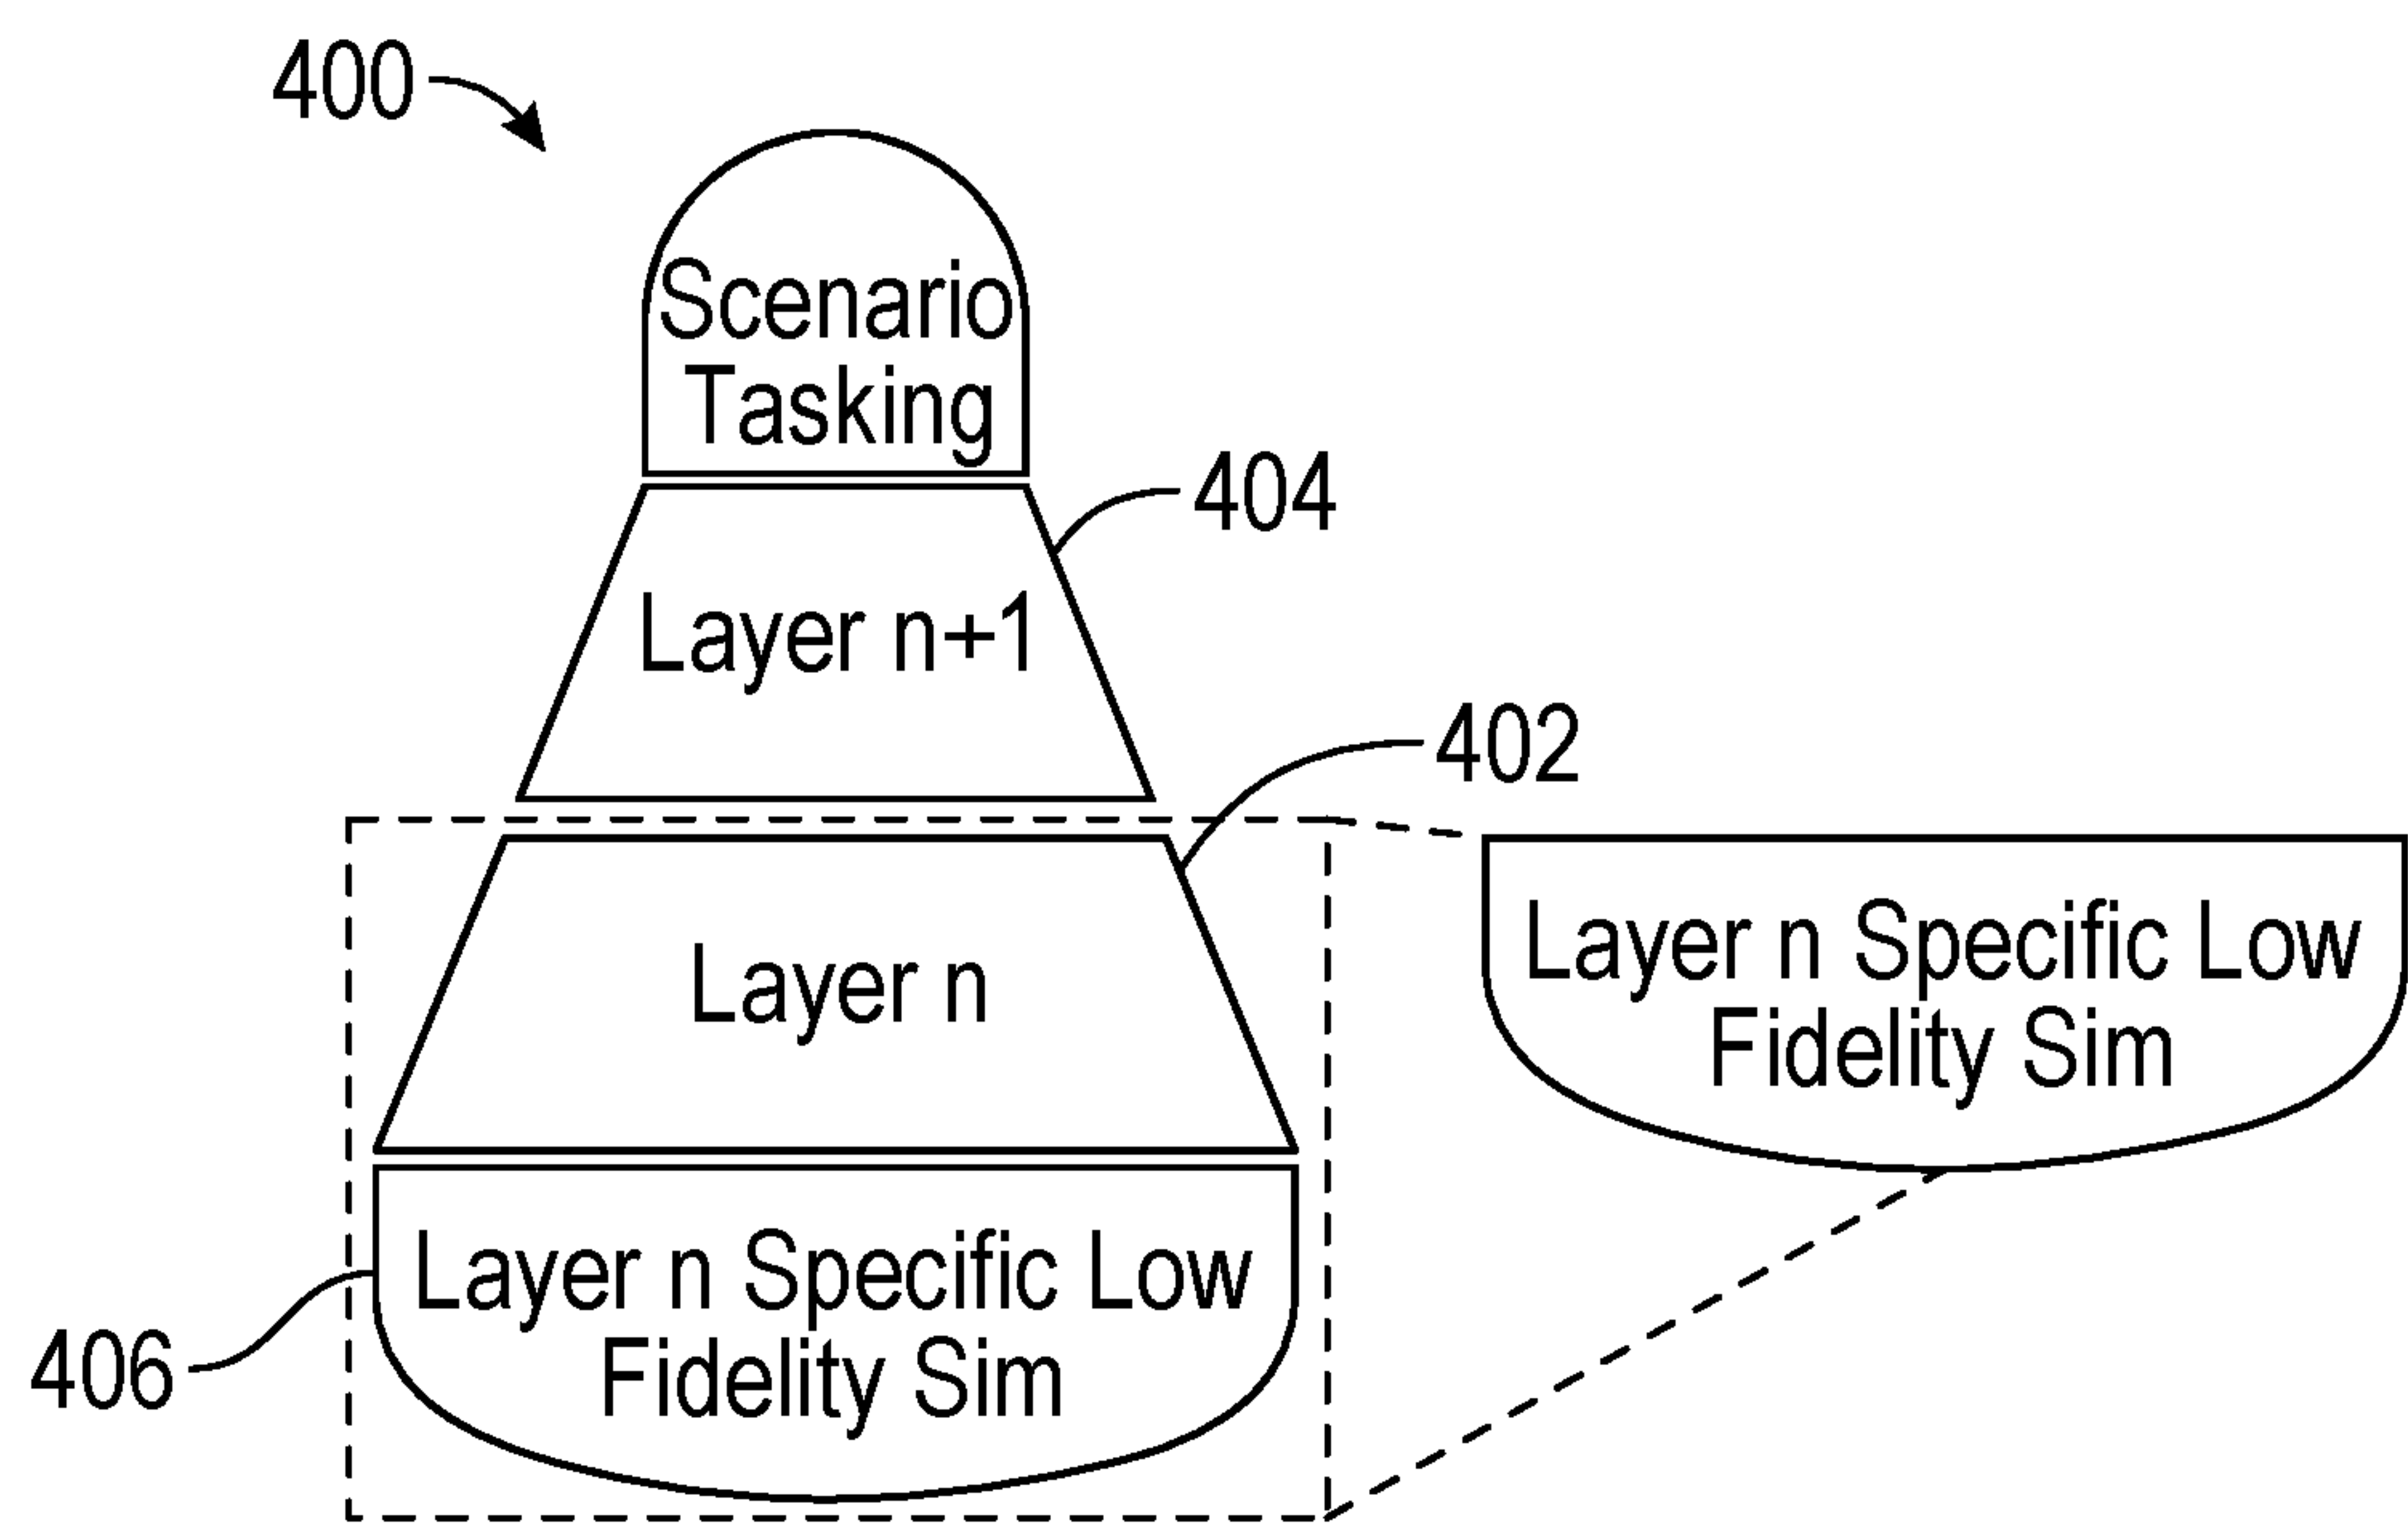 400
Scenario
Tasking
404
Layer n+1
402
Layer n
Layer n Specific Low
Fidelity Sim
Layer n Specific Low
Fidelity Sim
406